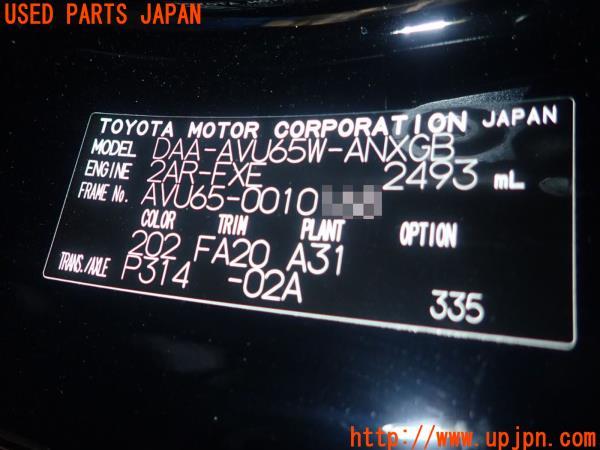 USED PARTS JAPAN
TOYOTA MOTOR CORPORATION JAPAN
MODEL DAA-AVU65W-ANXGB
ENGINE 2AR-FXE 2493 mL
FRAME No. AVU65-0010
COLOR TRIM PLANT OPTION
202 FA20 A31
TRANS./AXLE P314 -02A
335
http://www.upjpn.com